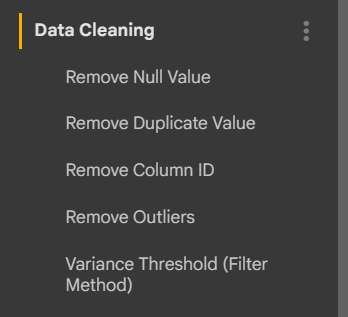 Data Cleaning
Remove Null Value
Remove Duplicate Value
Remove Column ID
Remove Outliers
Variance Threshold (Filter
Method)